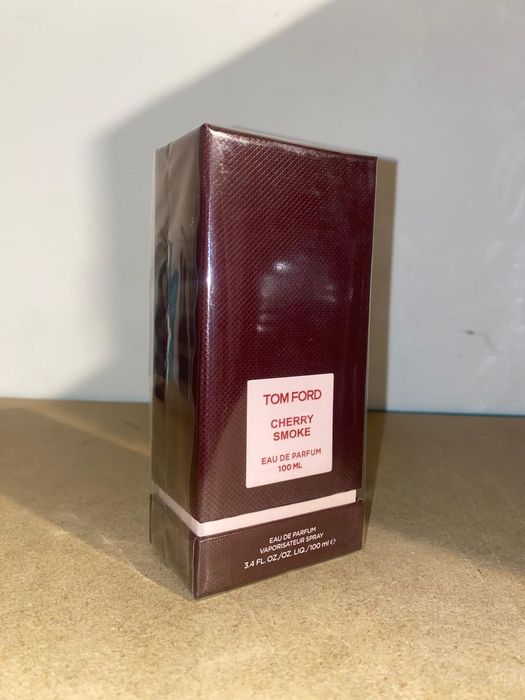 TOM FORD
CHERRY
SMOKE
EAU DE PARFUM
100 ML
EAU DE PARFUM
VAPORISATEUR SPRAY
3.4 FL. OZ./OZ. LIQ./100 ml ℮